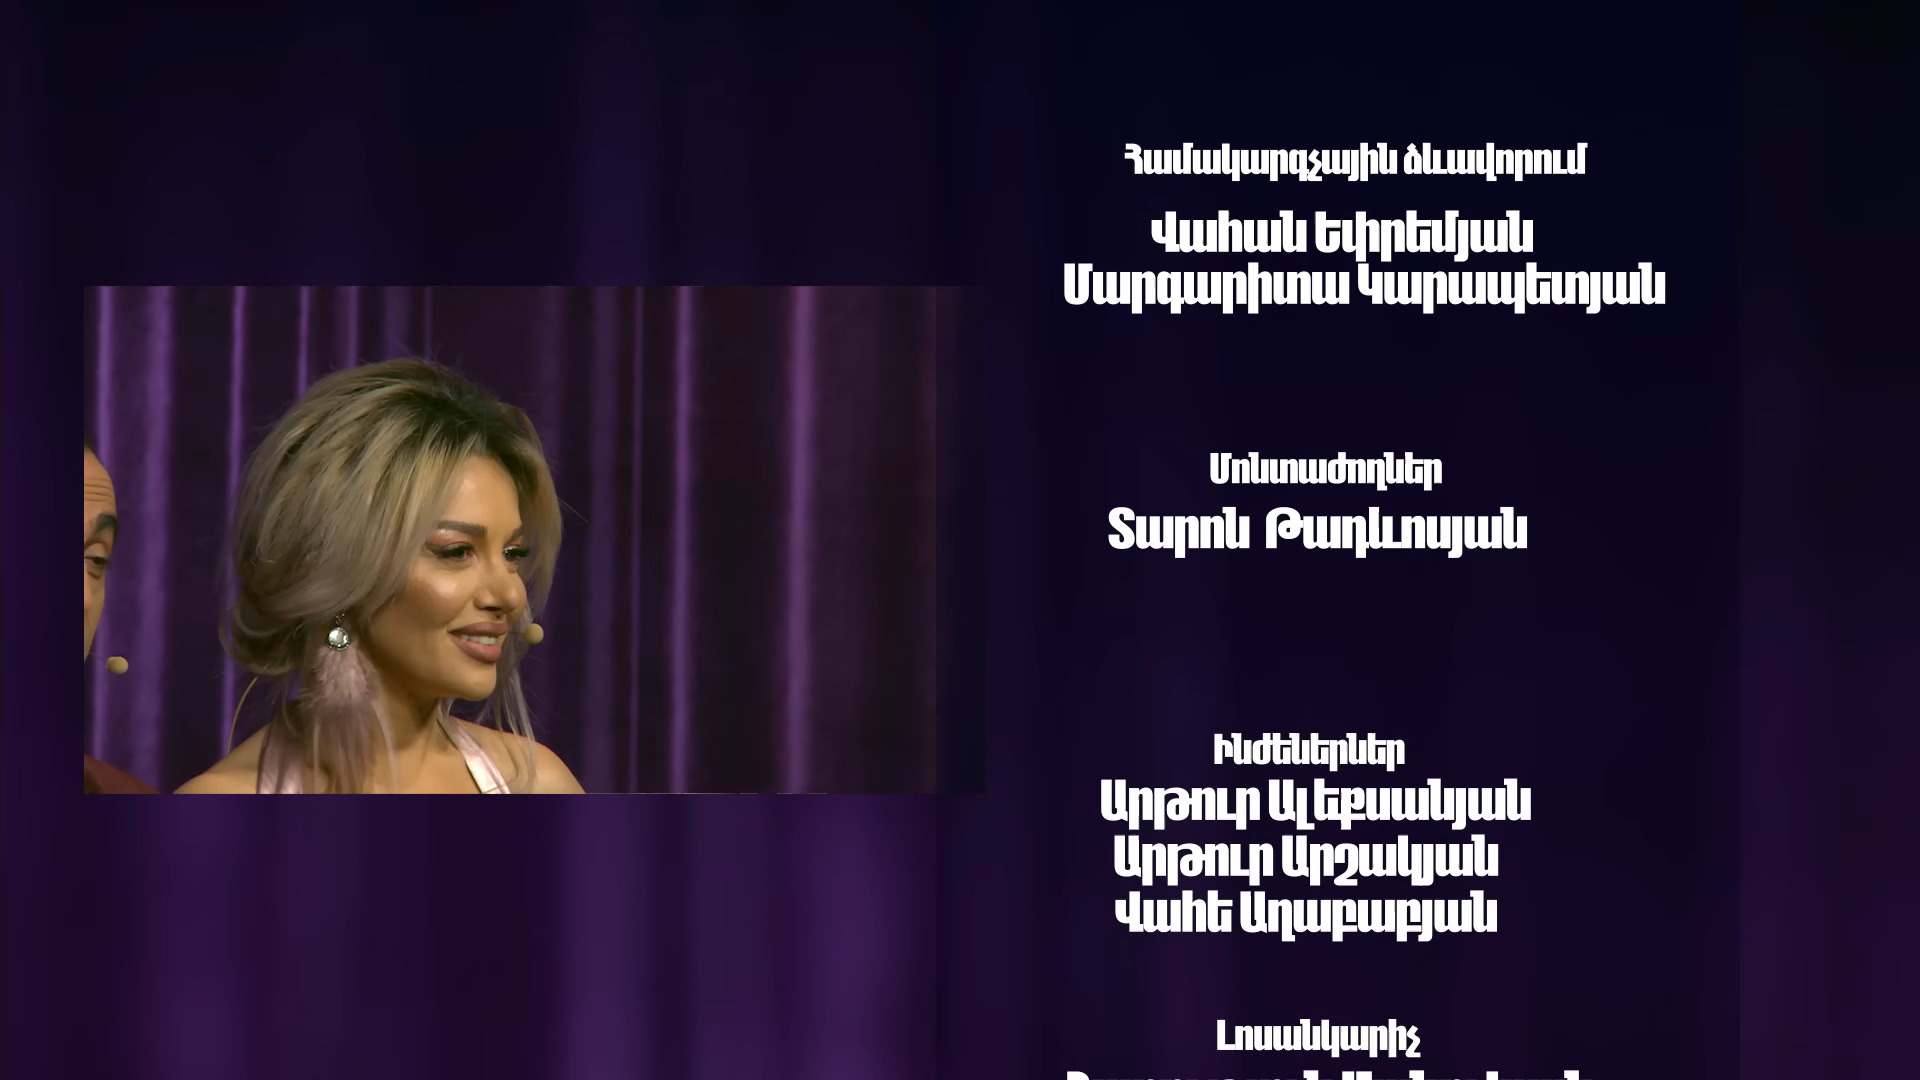 Համակարգչային ձևավորում
Վահան Եփրեմյան
Մարգարիտա Կարապետյան
Մոնտաժողներ
Տարոն Թադևոսյան
Ինժեներներ
Արթուր Ալեքսանյան
Արթուր Արշակյան
Վահե Աղաբաբյան
Լուսանկարիչ